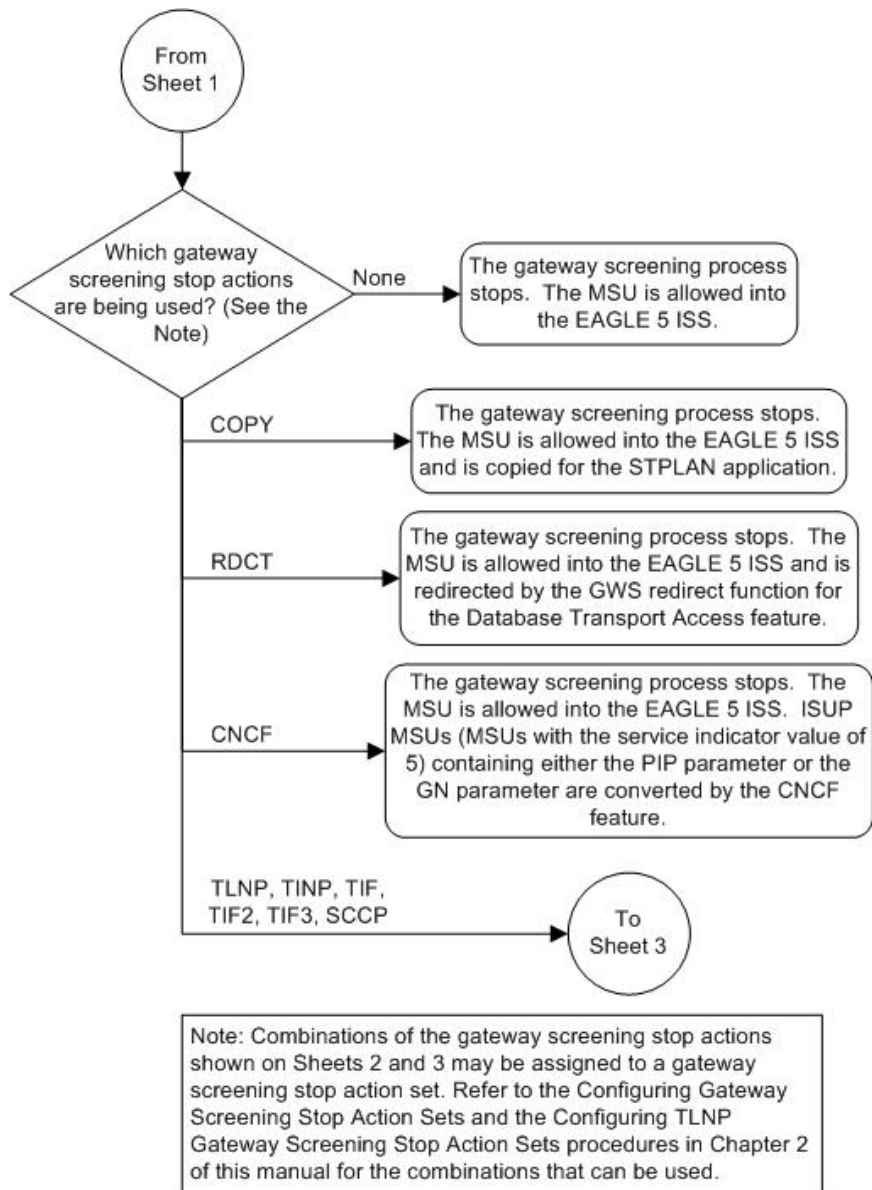 From
Sheet 1
Which gateway
screening stop actions
are being used? (See the
Note)
None
The gateway screening process
stops.  The MSU is allowed into
the EAGLE 5 ISS.
COPY
The gateway screening process stops.
The MSU is allowed into the EAGLE 5 ISS
and is copied for the STPLAN application.
RDCT
The gateway screening process stops.  The
MSU is allowed into the EAGLE 5 ISS and is
redirected by the GWS redirect function for
the Database Transport Access feature.
CNCF
The gateway screening process stops.  The
MSU is allowed into the EAGLE 5 ISS.  ISUP
MSUs (MSUs with the service indicator value of
5) containing either the PIP parameter or the
GN parameter are converted by the CNCF
feature.
TLNP, TINP, TIF,
TIF2, TIF3, SCCP
To
Sheet 3
Note: Combinations of the gateway screening stop actions
shown on Sheets 2 and 3 may be assigned to a gateway
screening stop action set. Refer to the Configuring Gateway
Screening Stop Action Sets and the Configuring TLNP
Gateway Screening Stop Action Sets procedures in Chapter 2
of this manual for the combinations that can be used.